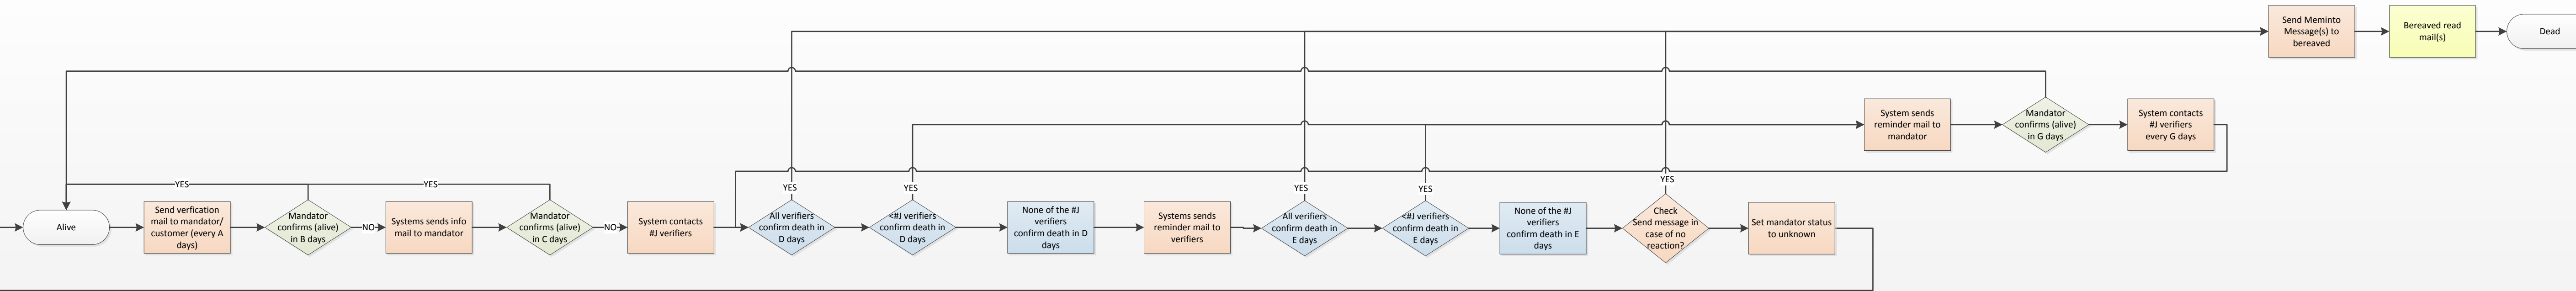 Send Meminto
Message(s) to
bereaved
Bereaved read
mail(s)
Dead
System sends
reminder mail to
mandator
Mandator
confirms (alive)
in G days
System contacts
#J verifiers
every G days
YES
YES
YES
YES
YES
YES
YES
Alive
Send verfication
mail to mandator/
customer (every A
days)
Mandator
confirms (alive)
in B days
NO
Systems sends info
mail to mandator
Mandator
confirms (alive)
in C days
NO
System contacts
#J verifiers
All verifiers
confirm death in
D days
<#J verifiers
confirm death in
D days
None of the #J
verifiers
confirm death in D
days
Systems sends
reminder mail to
verifiers
All verifiers
confirm death in
E days
<#J verifiers
confirm death in
E days
None of the #J
verifiers
confirm death in E
days
Check
Send message in
case of no
reaction?
Set mandator status
to unknown